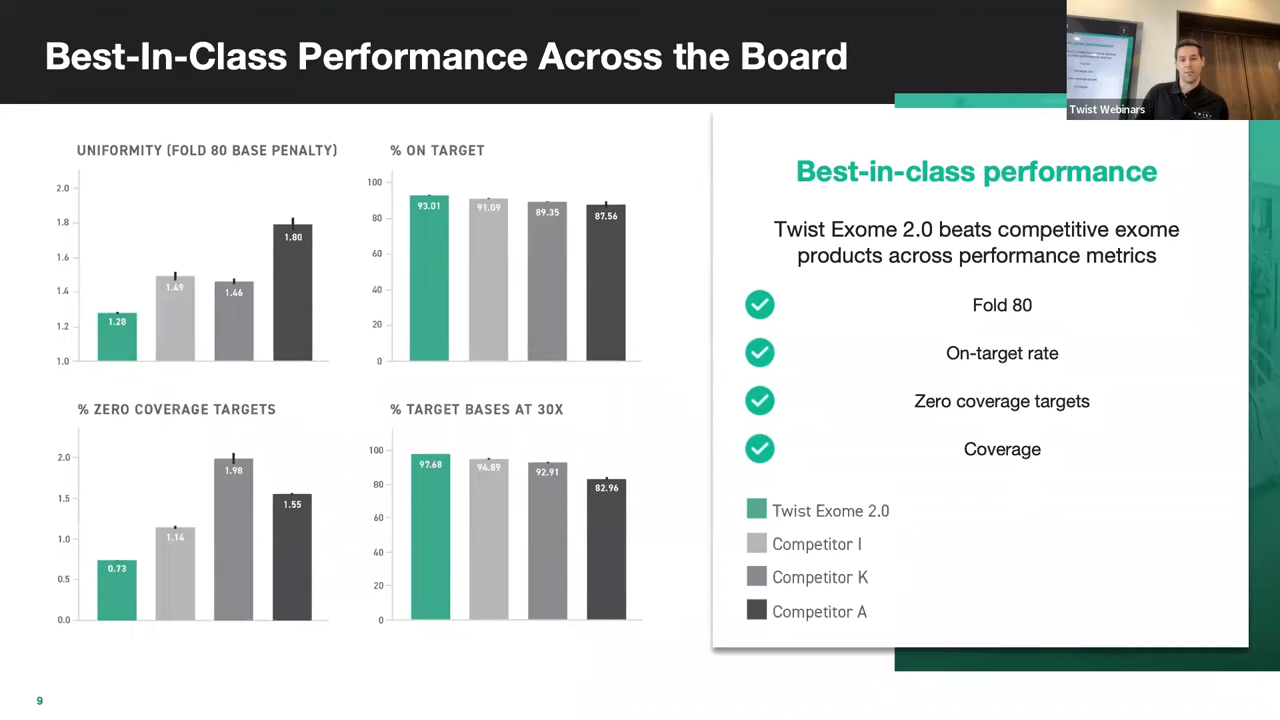 Best-In-Class Performance Across the Board
Twist Webinars
UNIFORMITY (FOLD 80 BASE PENALTY)
2.0
1.8
1.6
1.4
1.2
1.0
1.28
1.49
1.46
1.80
% ON TARGET
100
80
60
40
20
0
93.01
91.09
89.35
87.56
% ZERO COVERAGE TARGETS
2.0
1.5
1.0
0.5
0.0
0.73
1.14
1.98
1.55
% TARGET BASES AT 30X
100
80
60
40
20
0
97.68
94.89
92.91
82.96
Best-in-class performance
Twist Exome 2.0 beats competitive exome
products across performance metrics
Fold 80
On-target rate
Zero coverage targets
Coverage
Twist Exome 2.0
Competitor I
Competitor K
Competitor A
9